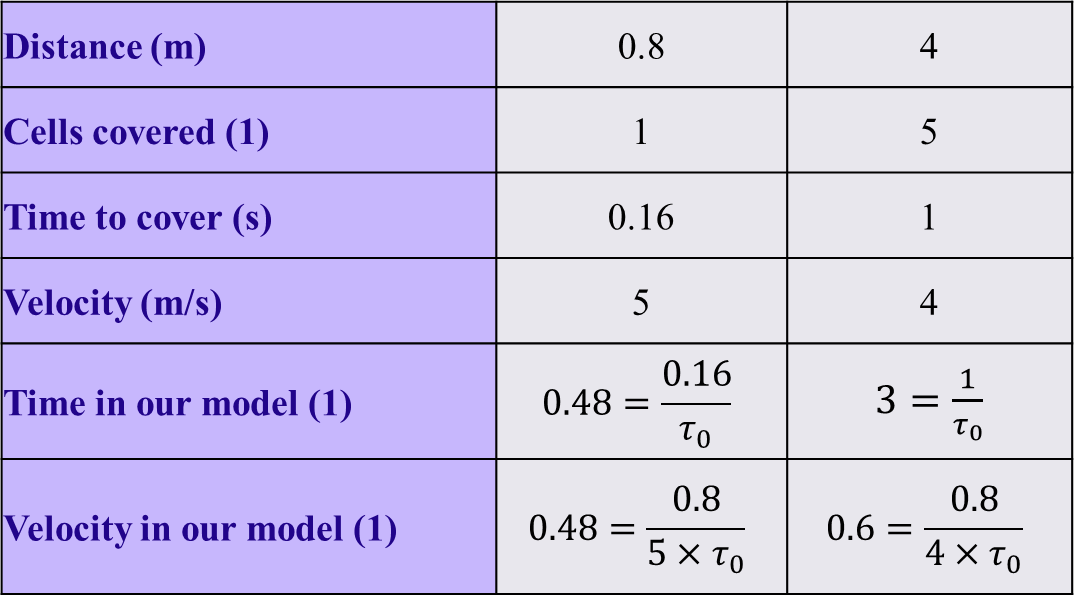 Distance (m) 0.8 4
Cells covered (1) 1 5
Time to cover (s) 0.16 1
Velocity (m/s) 5 4
Time in our model (1) 0.48 = 0.16/τ₀ 3 = 1/τ₀
Velocity in our model (1) 0.48 = 0.8/(5 × τ₀) 0.6 = 0.8/(4 × τ₀)